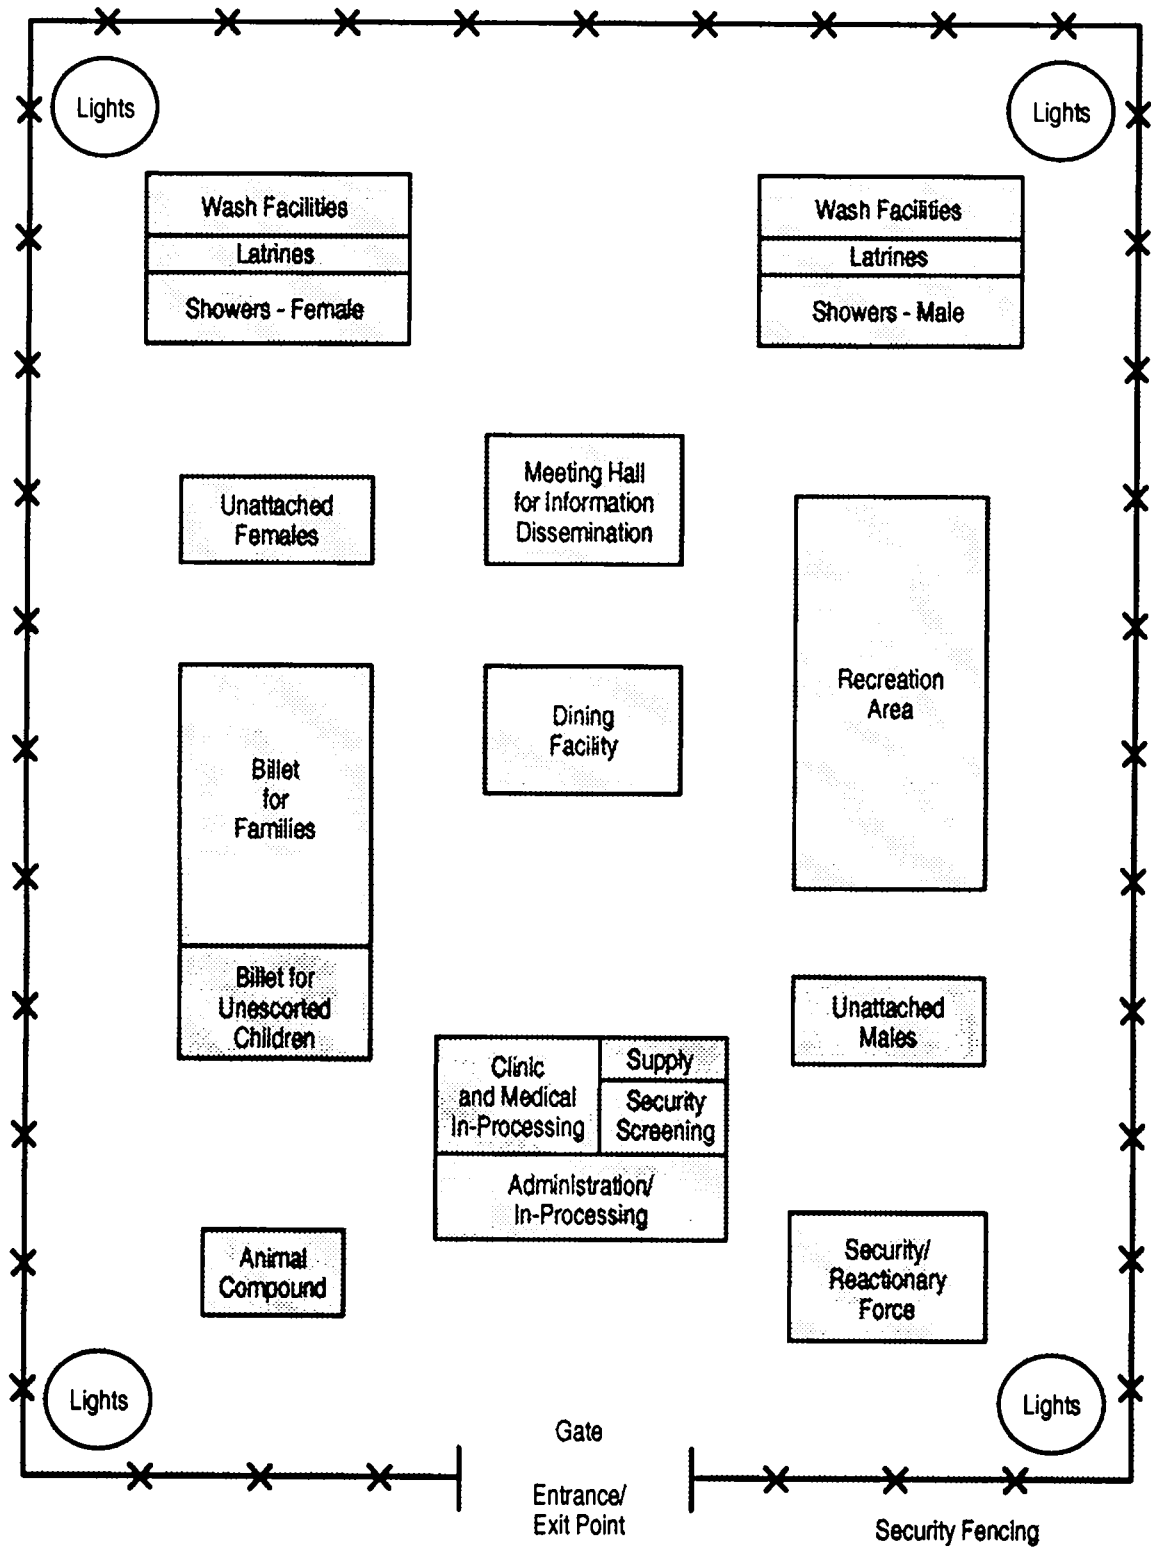 Lights
Lights
Wash Facilities
Latrines
Showers - Female
Wash Facilities
Latrines
Showers - Male
Unattached
Females
Meeting Hall
for Information
Dissemination
Recreation
Area
Billet
for
Families
Dining
Facility
Billet for
Unescorted
Children
Unattached
Males
Clinic
and Medical
In-Processing
Supply
Security
Screening
Administration/
In-Processing
Animal
Compound
Security/
Reactionary
Force
Lights
Lights
Gate
Entrance/
Exit Point
Security Fencing